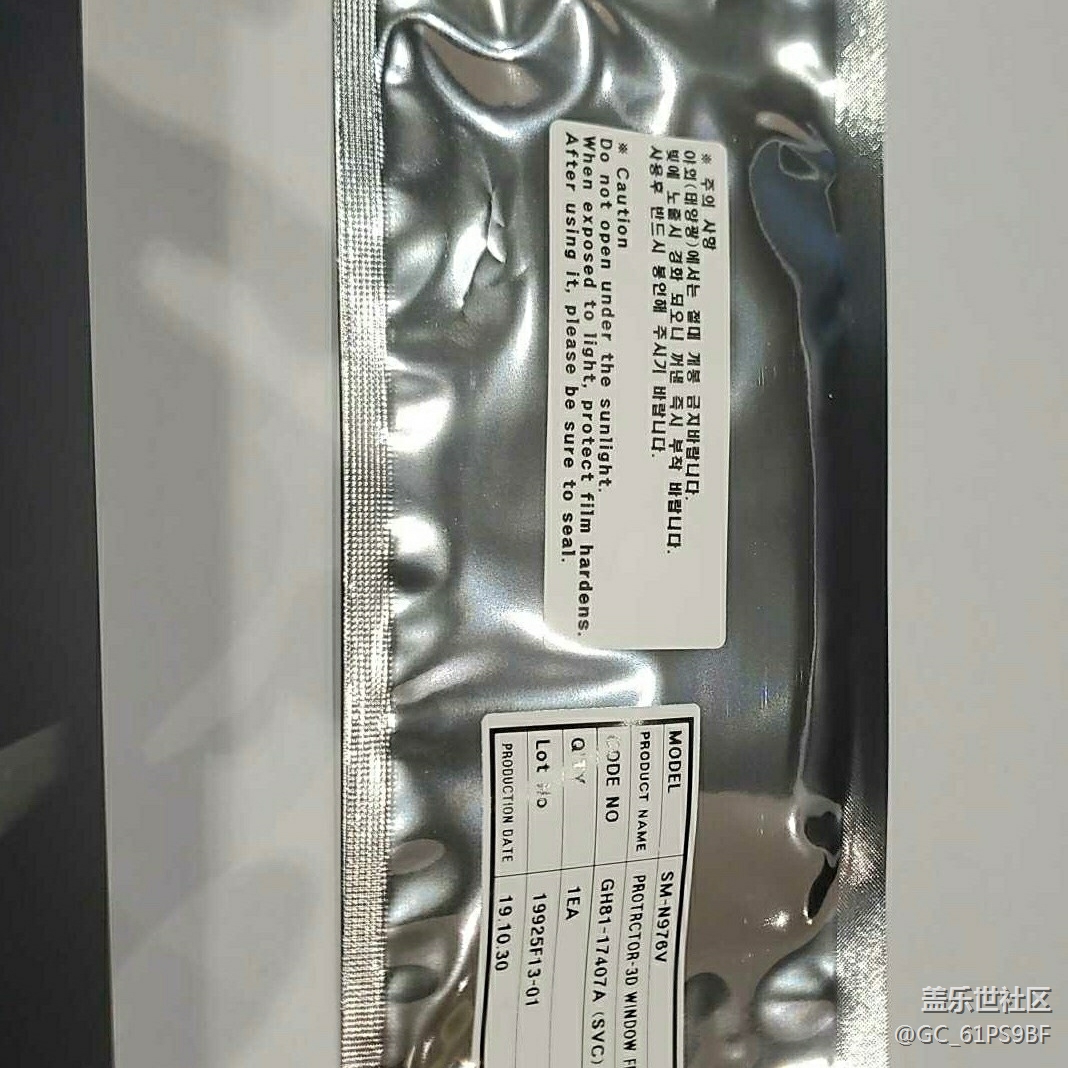 ※ 주의 사항
야외(태양광)에서는 절대 개봉 금지바랍니다.
빛에 노출시 경화 되오니 꺼낸 즉시 부착 바랍니다.
사용후 반드시 봉인해 주시기 바랍니다.
※ Caution
Do not open under the sunlight.
When exposed to light, protect film hardens.
After using it, please be sure to seal.
MODEL SM-N976V
PRODUCT NAME PROTRCTOR-3D WINDOW
CODE NO GH81-17407A (SVC)
Q'TY 1EA
Lot No 19925F13-01
PRODUCTION DATE 19.10.30
盖乐世社区
@GC_61PS9BF